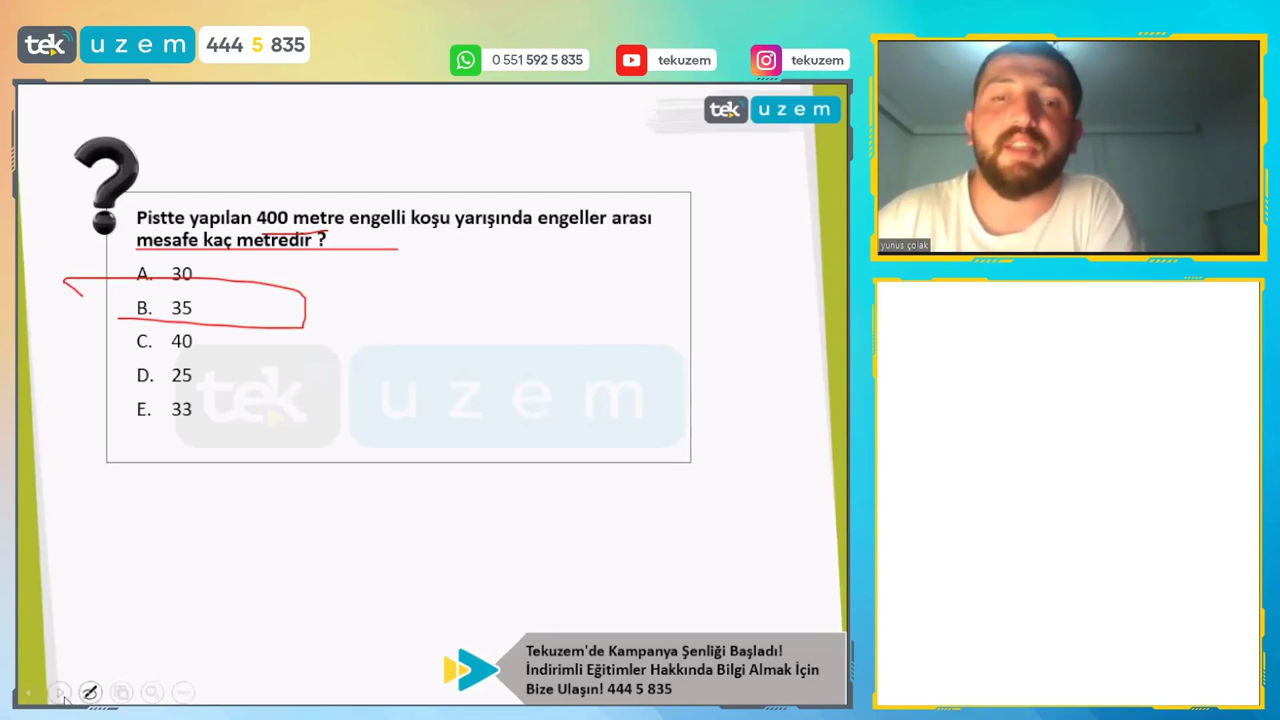 tek uzem 444 5 835
0 551 592 5 835
tekuzem
tekuzem
tek uzem
yunus çolak
Pistte yapılan 400 metre engelli koşu yarışında engeller arası
mesafe kaç metredir ?
A. 30
B. 35
C. 40
D. 25
E. 33
tek uzem
Tekuzem'de Kampanya Şenliği Başladı!
İndirimli Eğitimler Hakkında Bilgi Almak İçin
Bize Ulaşın! 444 5 835